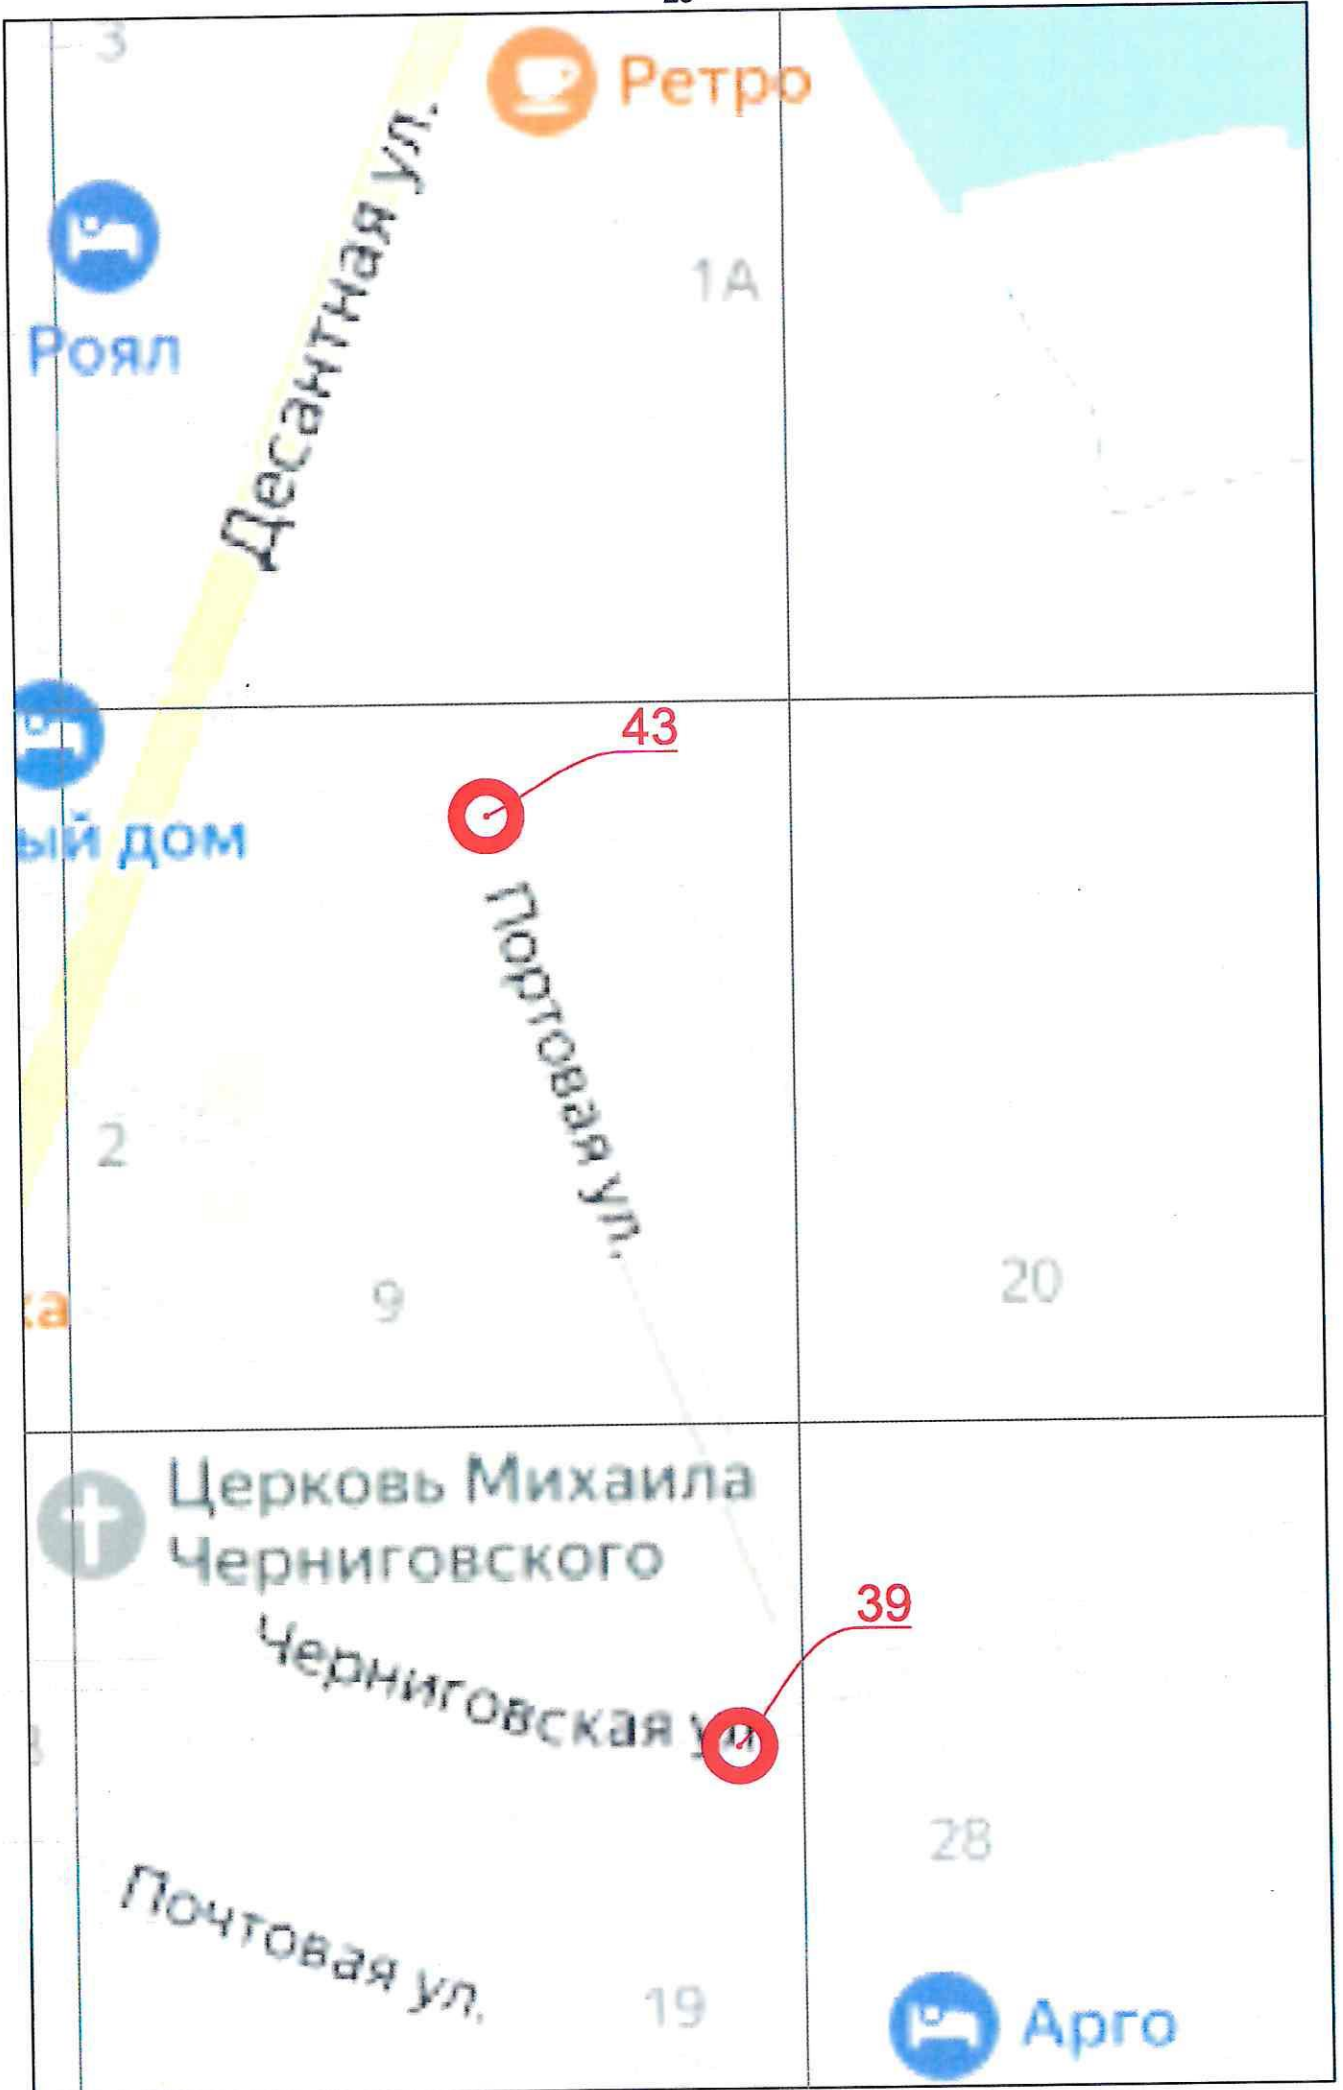 3
Ретро
Десантная ул.
1А
Роял
43
ый дом
Портовая ул.
2
9
20
ка
Церковь Михаила
Черниговского
39
Черниговская ул
28
Почтовая ул.
19
Арго